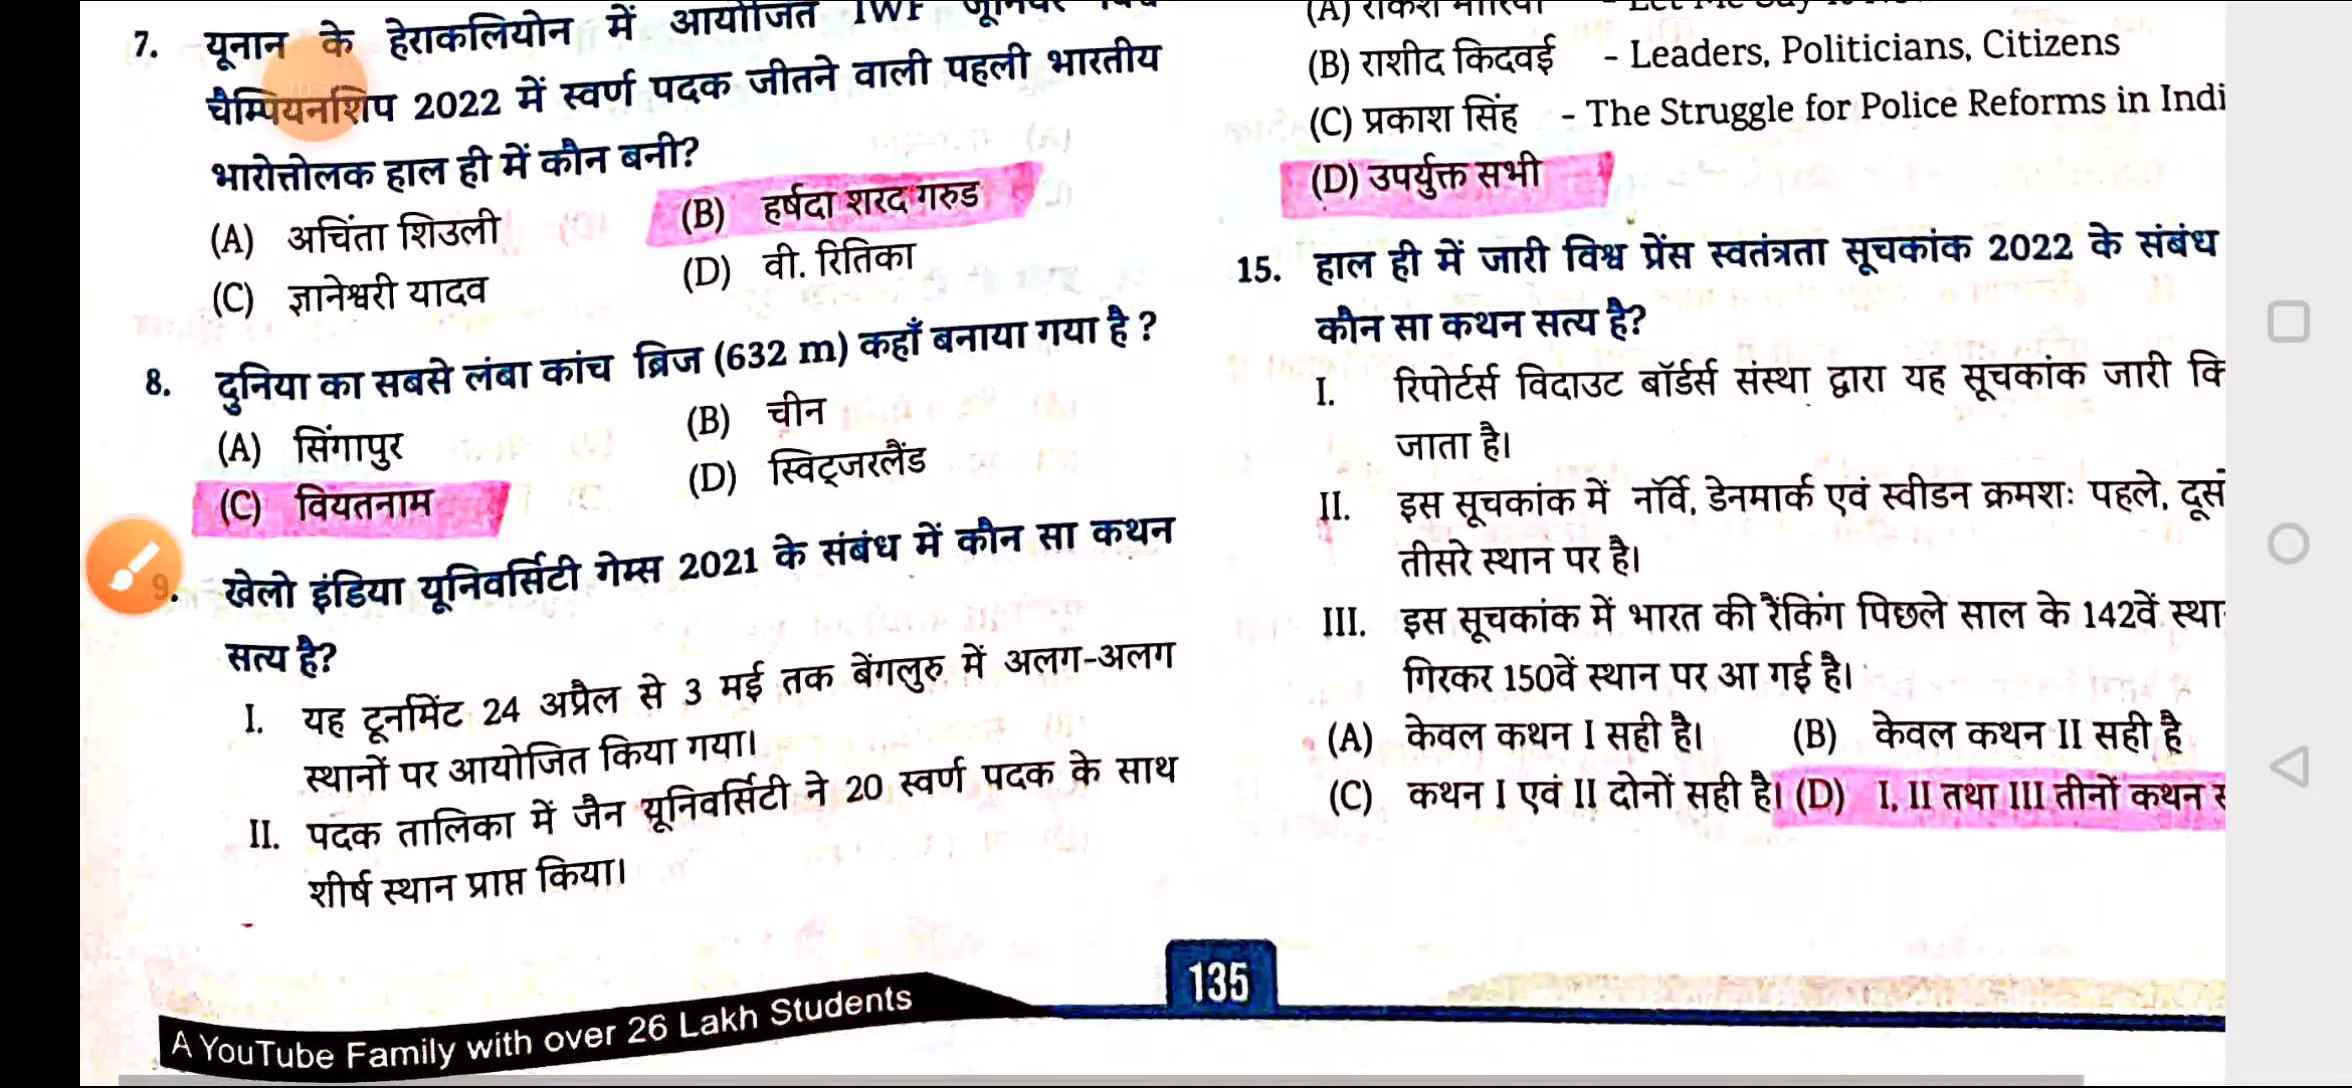 7. यूनान के हेराकलियोन में आयोजित IWF
चैम्पियनशिप 2022 में स्वर्ण पदक जीतने वाली पहली भारतीय
भारोत्तोलक हाल ही में कौन बनी?
(A) अचिंता शिउली (B) हर्षदा शरद गरुड
(C) ज्ञानेश्वरी यादव (D) वी. रितिका
8. दुनिया का सबसे लंबा कांच ब्रिज (632 m) कहाँ बनाया गया है ?
(A) सिंगापुर (B) चीन
(C) वियतनाम (D) स्विट्जरलैंड
9. खेलो इंडिया यूनिवर्सिटी गेम्स 2021 के संबंध में कौन सा कथन
सत्य है?
I. यह टूर्नामेंट 24 अप्रैल से 3 मई तक बेंगलुरु में अलग-अलग
स्थानों पर आयोजित किया गया।
II. पदक तालिका में जैन यूनिवर्सिटी ने 20 स्वर्ण पदक के साथ
शीर्ष स्थान प्राप्त किया।
(A)
(B) राशीद किदवई - Leaders, Politicians, Citizens
(C) प्रकाश सिंह - The Struggle for Police Reforms in Indi
(D) उपर्युक्त सभी
15. हाल ही में जारी विश्व प्रेंस स्वतंत्रता सूचकांक 2022 के संबंध
कौन सा कथन सत्य है?
I. रिपोर्टर्स विदाउट बॉर्डर्स संस्था द्वारा यह सूचकांक जारी कि
जाता है।
II. इस सूचकांक में नॉर्वे, डेनमार्क एवं स्वीडन क्रमशः पहले,
तीसरे स्थान पर है।
III. इस सूचकांक में भारत की रैंकिंग पिछले साल के 142वें स्था
गिरकर 150वें स्थान पर आ गई है।
(A) केवल कथन I सही है। (B) केवल कथन II सही है
(C) कथन I एवं II दोनों सही है। (D) I, II तथा III तीनों कथन
135
A YouTube Family with over 26 Lakh Students